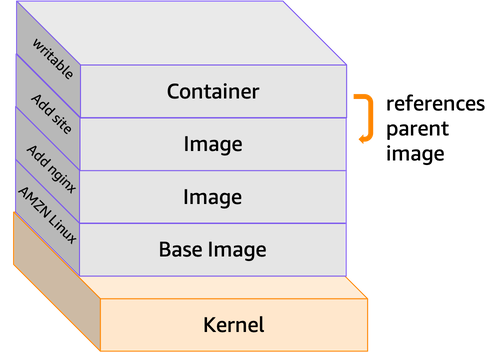 writable
Container
references
parent
image
Add site
Image
Add nginx
Image
AMZN Linux
Base Image
Kernel